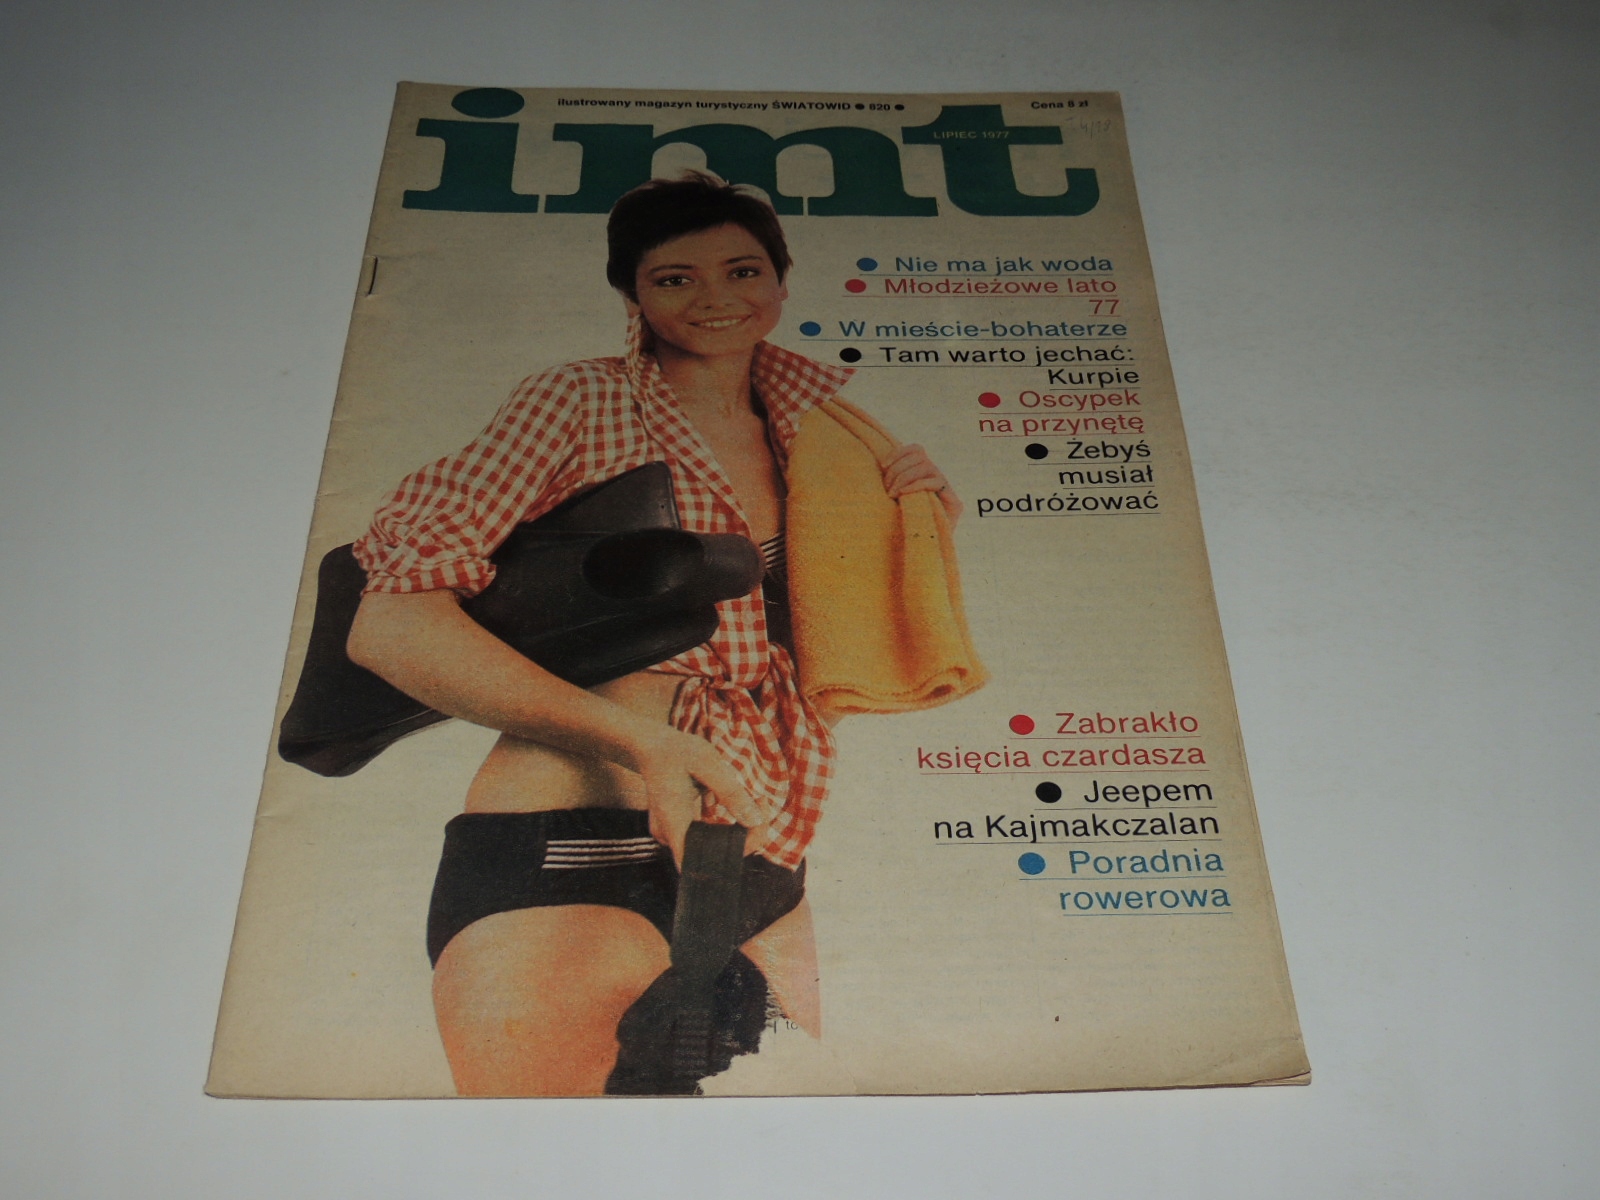 ilustrowany magazyn turystyczny ŚWIATOWID ● 820 ●
Cena 8 zł
imt
LIPIEC 1977
● Nie ma jak woda
● Młodzieżowe lato
77
● W mieście-bohaterze
● Tam warto jechać:
Kurpie
● Oscypek
na przynętę
● Żebyś
musiał
podróżować
● Zabrakło
księcia czardasza
● Jeepem
na Kajmakczalan
● Poradnia
rowerowa